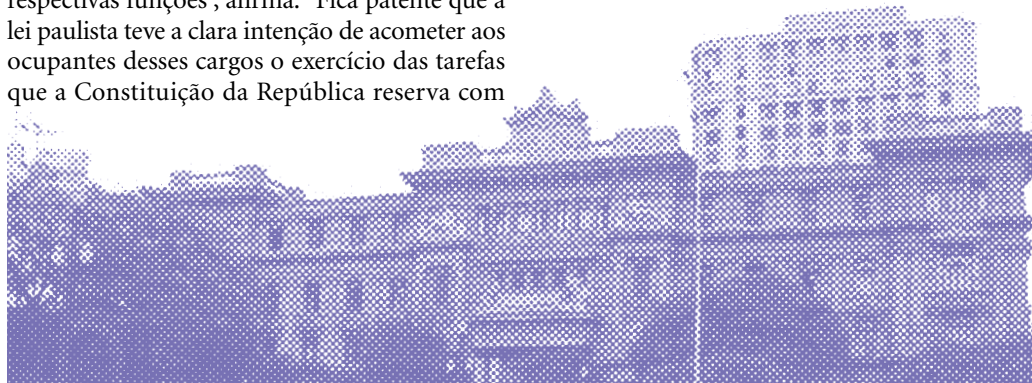 respectivas funções”, afirma. “Fica patente que a
lei paulista teve a clara intenção de acometer aos
ocupantes desses cargos o exercício das tarefas
que a Constituição da República reserva com